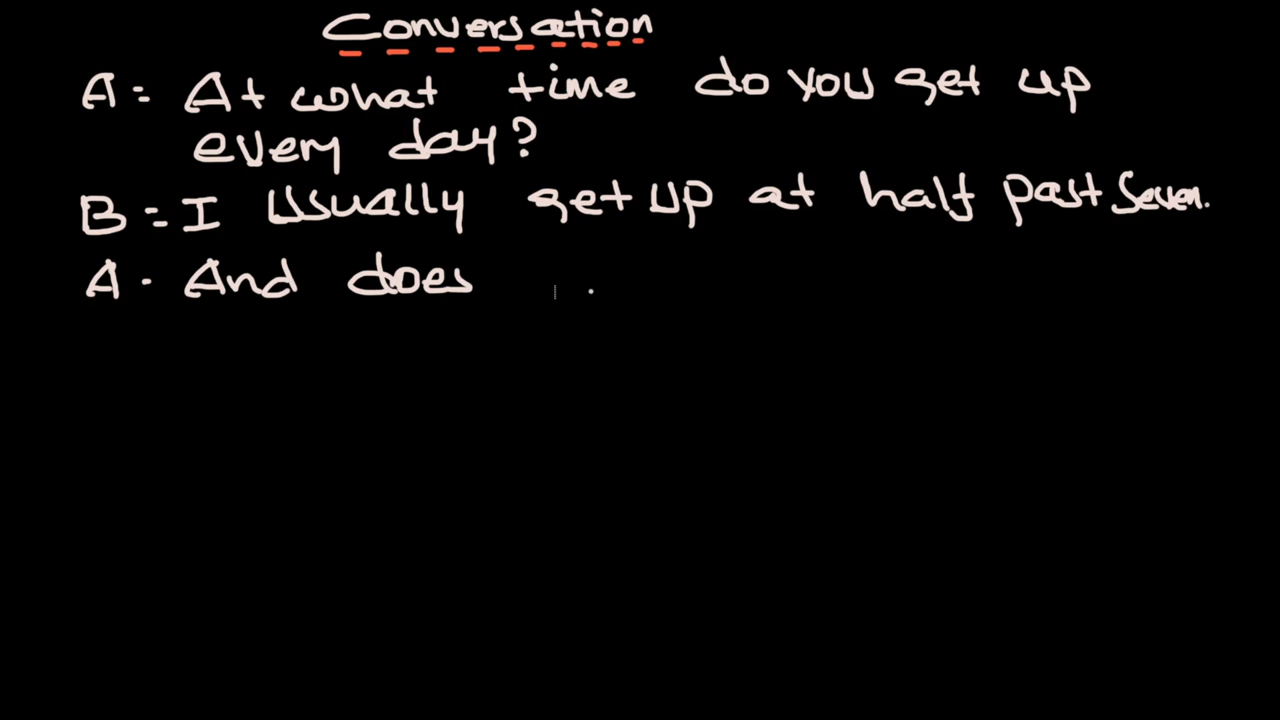 Conversation
A = At what time do you get up
every day?
B = I usually get up at half past seven.
A - And does